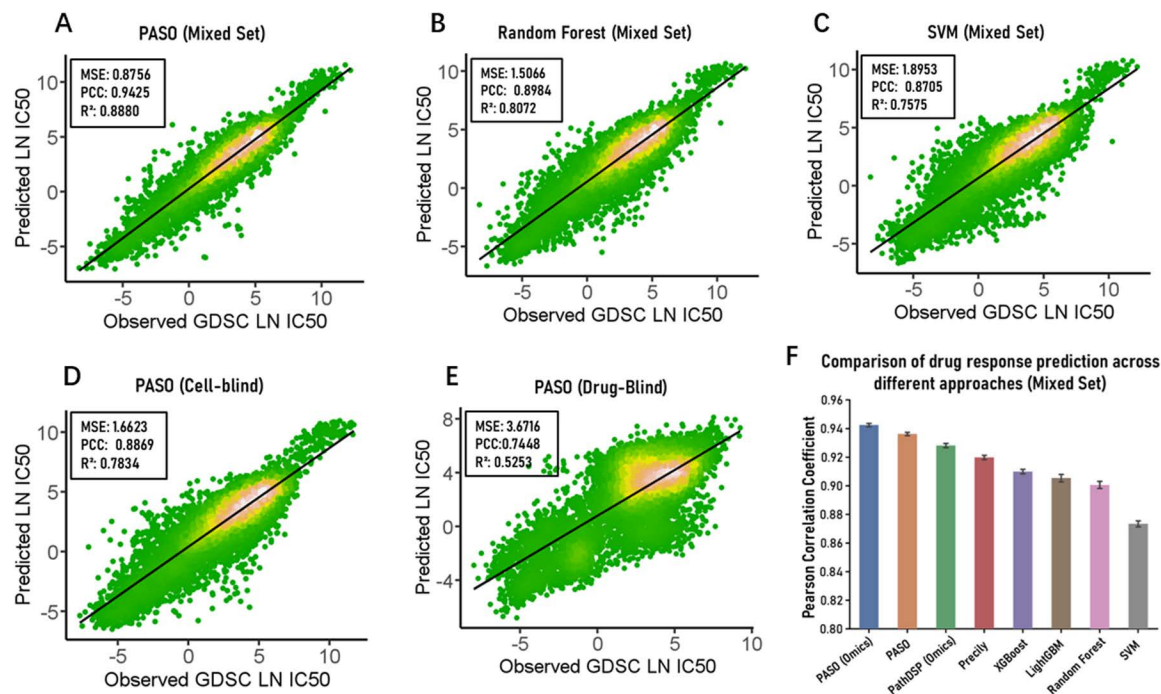 A
PASO (Mixed Set)
MSE: 0.8756
PCC: 0.9425
R²: 0.8880
Predicted LN IC50
10
5
0
-5
-5 0 5 10
Observed GDSC LN IC50
B
Random Forest (Mixed Set)
MSE: 1.5066
PCC: 0.8984
R²: 0.8072
Predicted LN IC50
10
5
0
-5
-5 0 5 10
Observed GDSC LN IC50
C
SVM (Mixed Set)
MSE: 1.8953
PCC: 0.8705
R²: 0.7575
Predicted LN IC50
10
5
0
-5
-5 0 5 10
Observed GDSC LN IC50
D
PASO (Cell-blind)
MSE: 1.6623
PCC: 0.8869
R²: 0.7834
Predicted LN IC50
10
5
0
-5
-5 0 5 10
Observed GDSC LN IC50
E
PASO (Drug-Blind)
MSE: 3.6716
PCC:0.7448
R²: 0.5253
Predicted LN IC50
8
4
0
-4
-5 0 5 10
Observed GDSC LN IC50
F
Comparison of drug response prediction across
different approaches (Mixed Set)
Pearson Correlation Coefficient
0.96
0.94
0.92
0.90
0.88
0.86
0.84
0.82
0.80
PASO (Omics)
PASO
PathDSP (Omics)
Precily
XGBoost
LightGBM
Random Forest
SVM